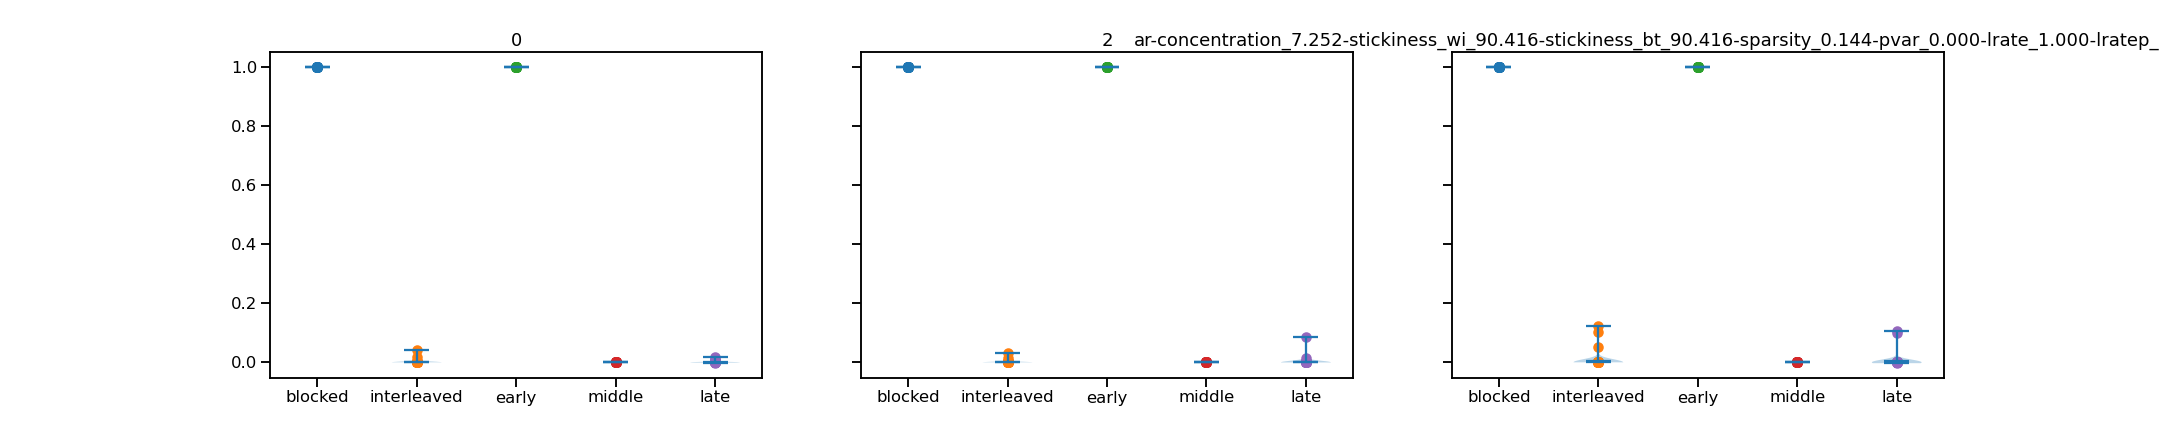 0
2 ar-concentration_7.252-stickiness_wi_90.416-stickiness_bt_90.416-sparsity_0.144-pvar_0.000-lrate_1.000-lratep_
1.0
0.8
0.6
0.4
0.2
0.0
blocked interleaved early middle late
blocked interleaved early middle late
blocked interleaved early middle late